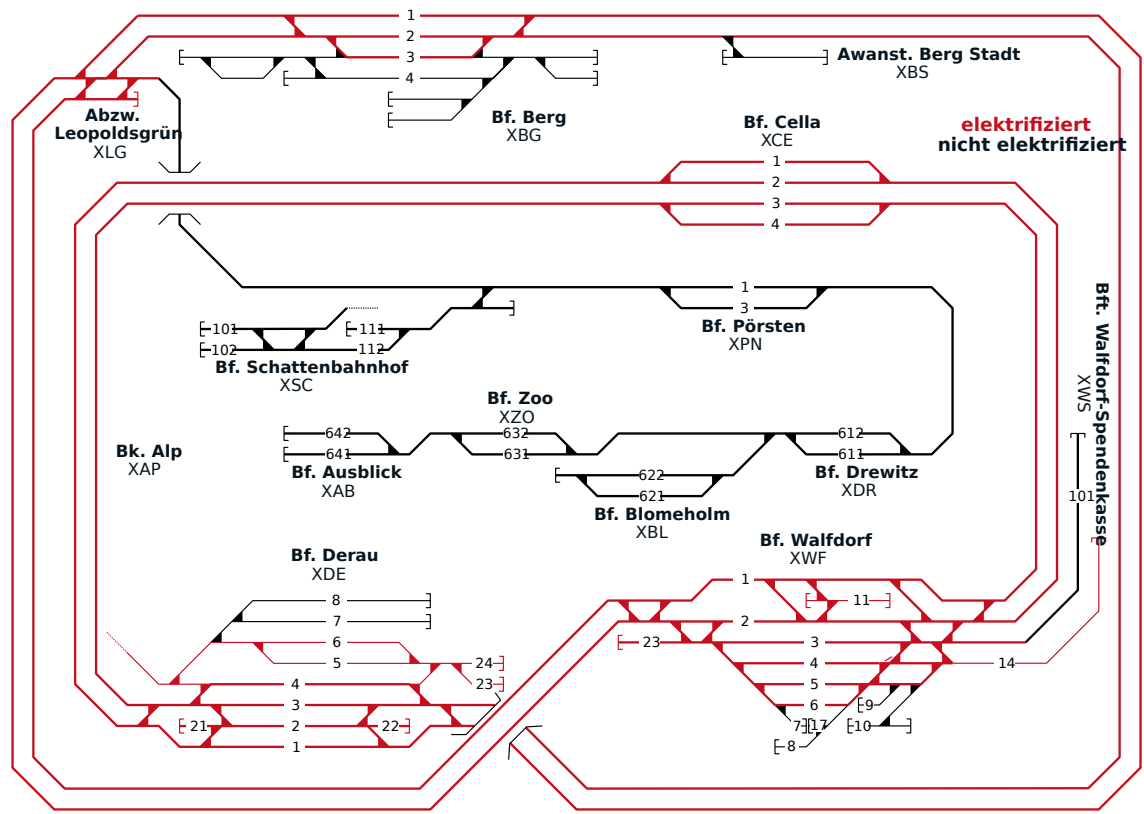 1
2
3
4
Awanst. Berg Stadt
XBS
Bf. Berg
XBG
Abzw.
Leopoldsgrün
XLG
Bf. Cella
XCE
elektrifiziert
nicht elektrifiziert
1
2
3
4
1
3
Bf. Pörsten
XPN
101
111
102
112
Bf. Schattenbahnhof
XSC
Bft. Walfdorf-Spendenkasse
XWS
101
Bf. Zoo
XZO
642
632
612
641
631
611
Bf. Ausblick
XAB
Bf. Drewitz
XDR
622
621
Bf. Blomeholm
XBL
Bk. Alp
XAP
Bf. Derau
XDE
8
7
6
5
24
4
23
3
21
2
22
1
Bf. Walfdorf
XWF
1
11
2
23
3
4
14
5
6
9
7
17
10
8